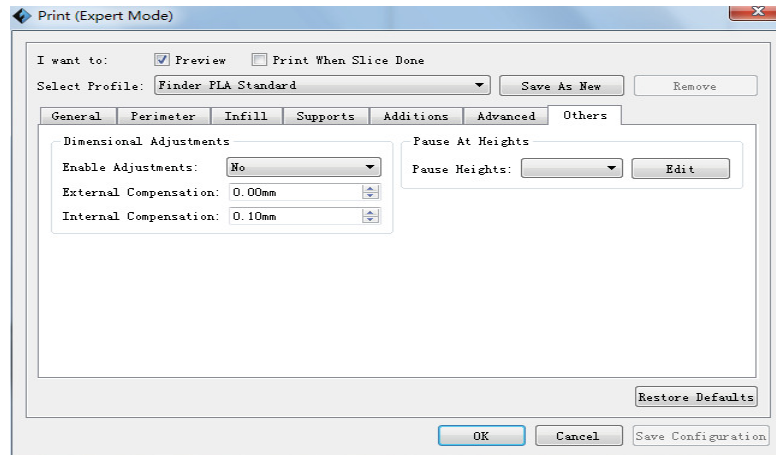 Print (Expert Mode)
I want to: Preview Print When Slice Done
Select Profile: Finder PLA Standard Save As New Remove
General Perimeter Infill Supports Additions Advanced Others
Dimensional Adjustments Pause At Heights
Enable Adjustments: No Pause Heights: Edit
External Compensation: 0.00mm
Internal Compensation: 0.10mm
Restore Defaults
OK Cancel Save Configuration